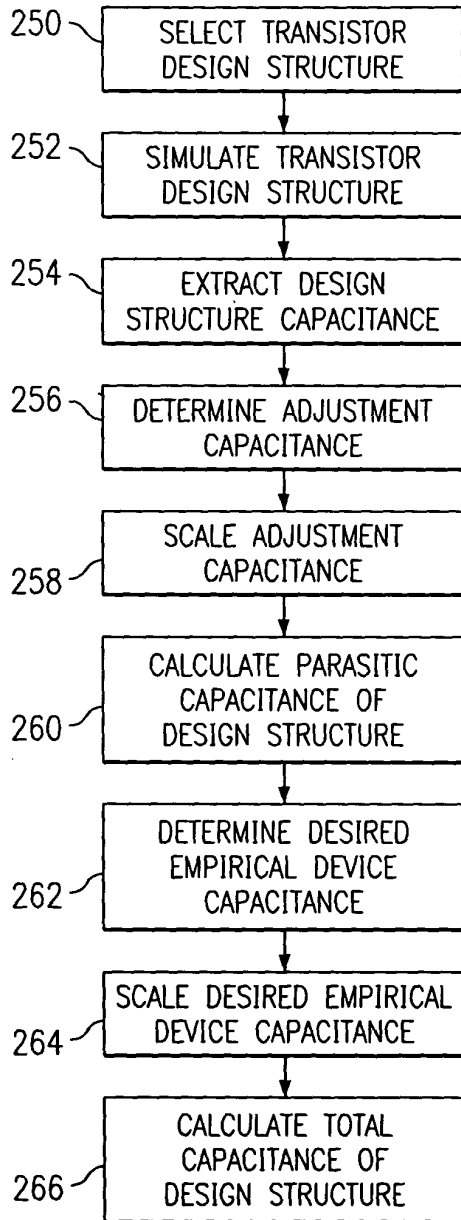 250
SELECT TRANSISTOR
DESIGN STRUCTURE
252
SIMULATE TRANSISTOR
DESIGN STRUCTURE
254
EXTRACT DESIGN
STRUCTURE CAPACITANCE
256
DETERMINE ADJUSTMENT
CAPACITANCE
258
SCALE ADJUSTMENT
CAPACITANCE
260
CALCULATE PARASITIC
CAPACITANCE OF
DESIGN STRUCTURE
262
DETERMINE DESIRED
EMPIRICAL DEVICE
CAPACITANCE
264
SCALE DESIRED EMPIRICAL
DEVICE CAPACITANCE
266
CALCULATE TOTAL
CAPACITANCE OF
DESIGN STRUCTURE